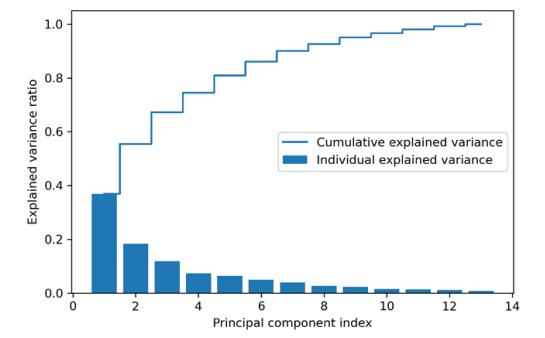 1.0
0.8
0.6
0.4
0.2
0.0
Explained variance ratio
Cumulative explained variance
Individual explained variance
0 2 4 6 8 10 12 14
Principal component index